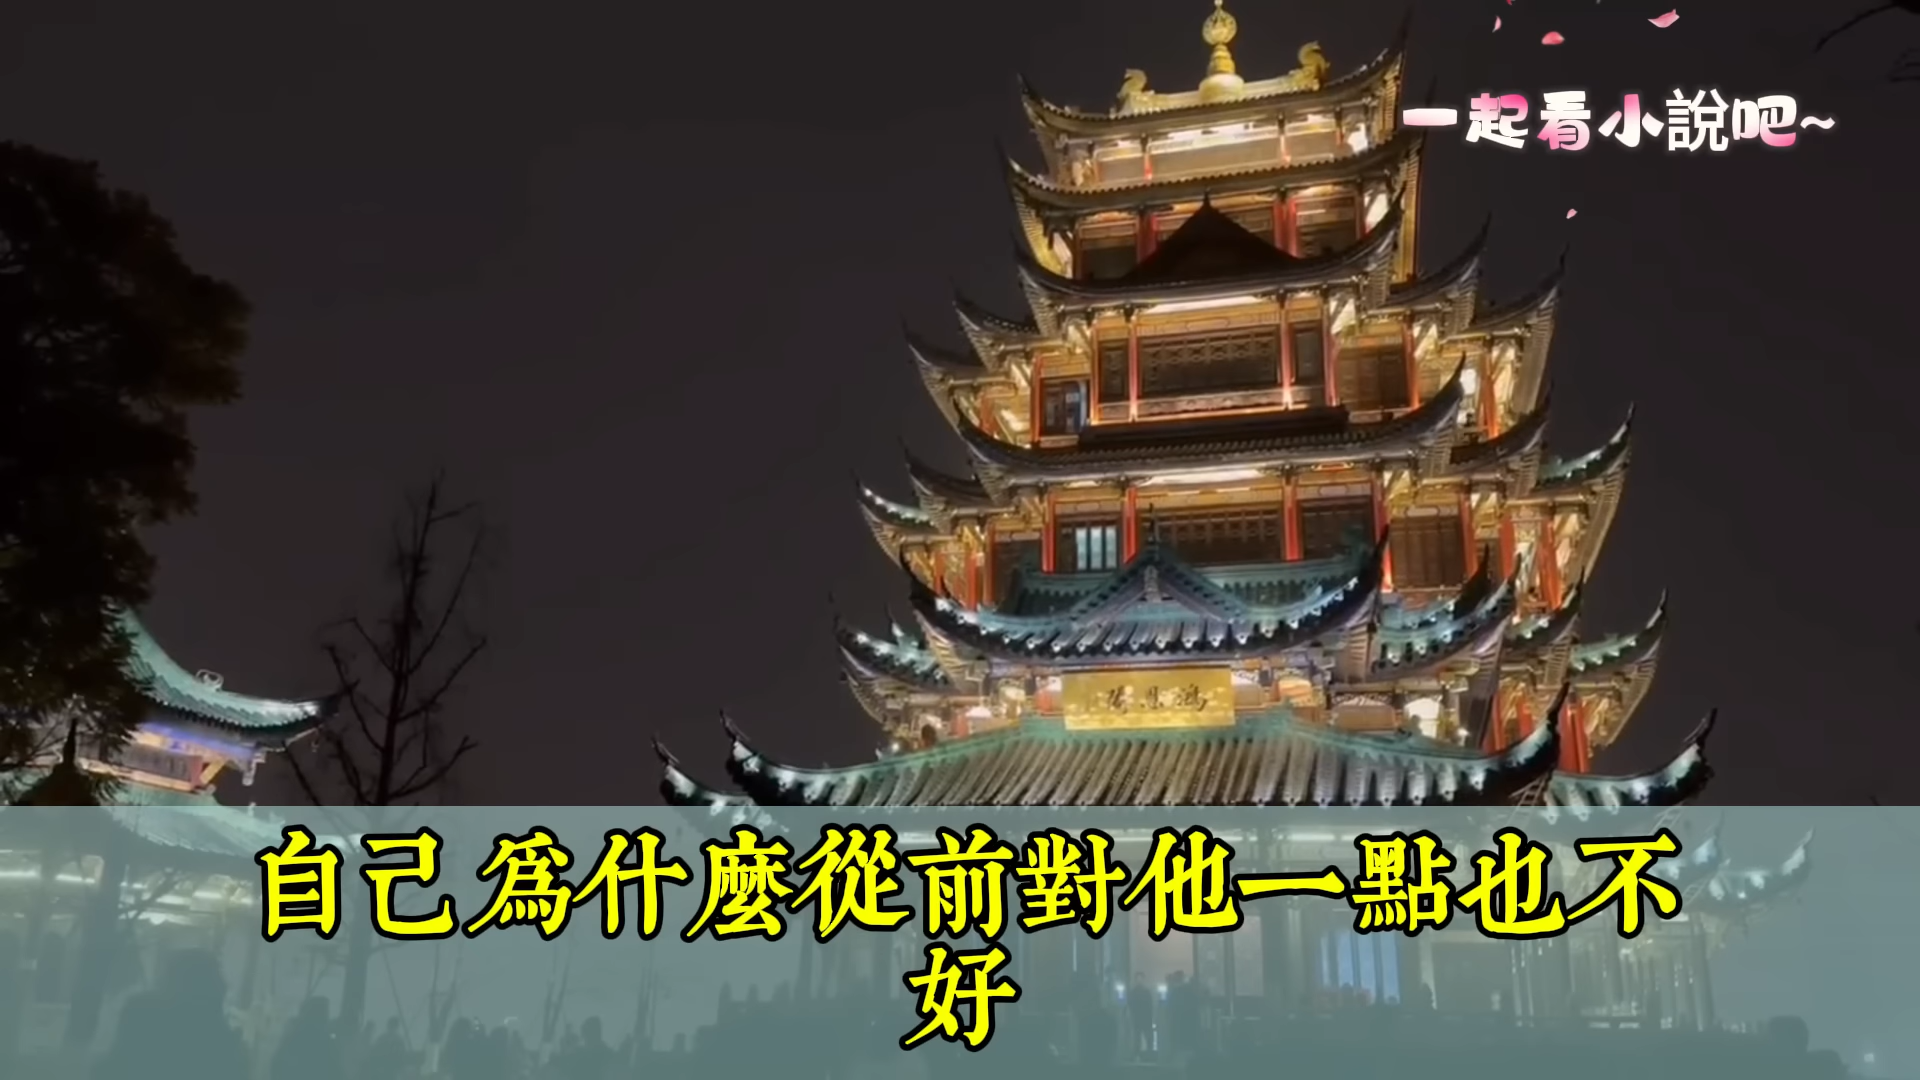 一起看小說吧~
自己爲什麼從前對他一點也不
好